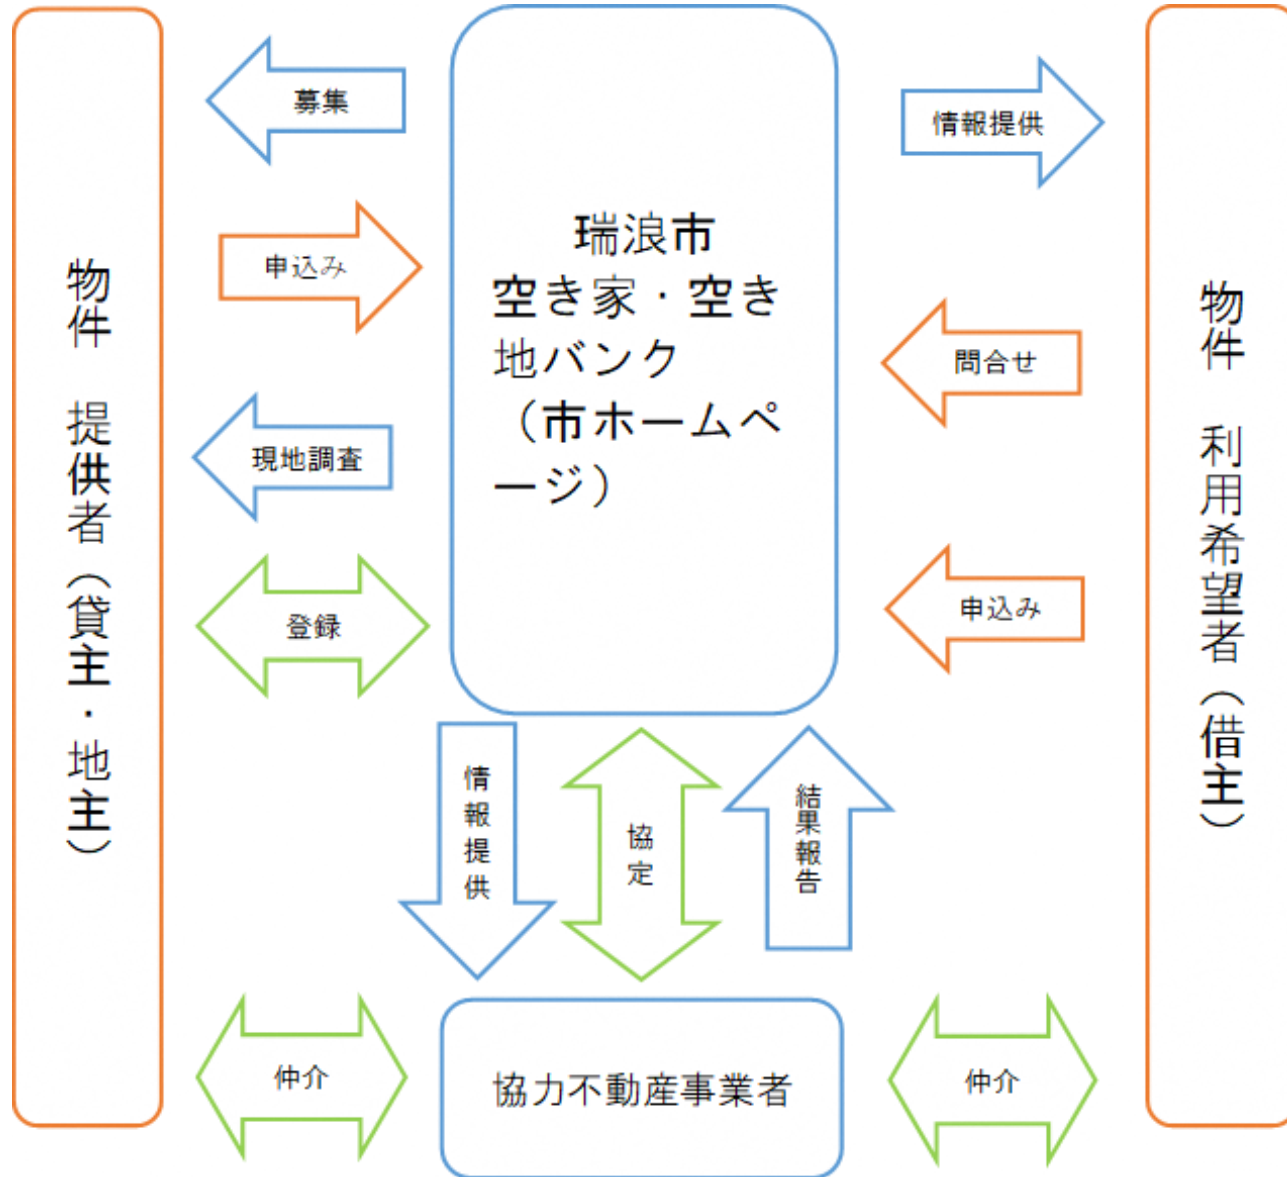 物件　提供者（貸主・地主）
募集
申込み
現地調査
登録
瑞浪市
空き家・空き
地バンク
（市ホームペ
ージ）
情報提供
問合せ
申込み
物件　利用希望者（借主）
情報提供
協定
結果報告
仲介
協力不動産事業者
仲介